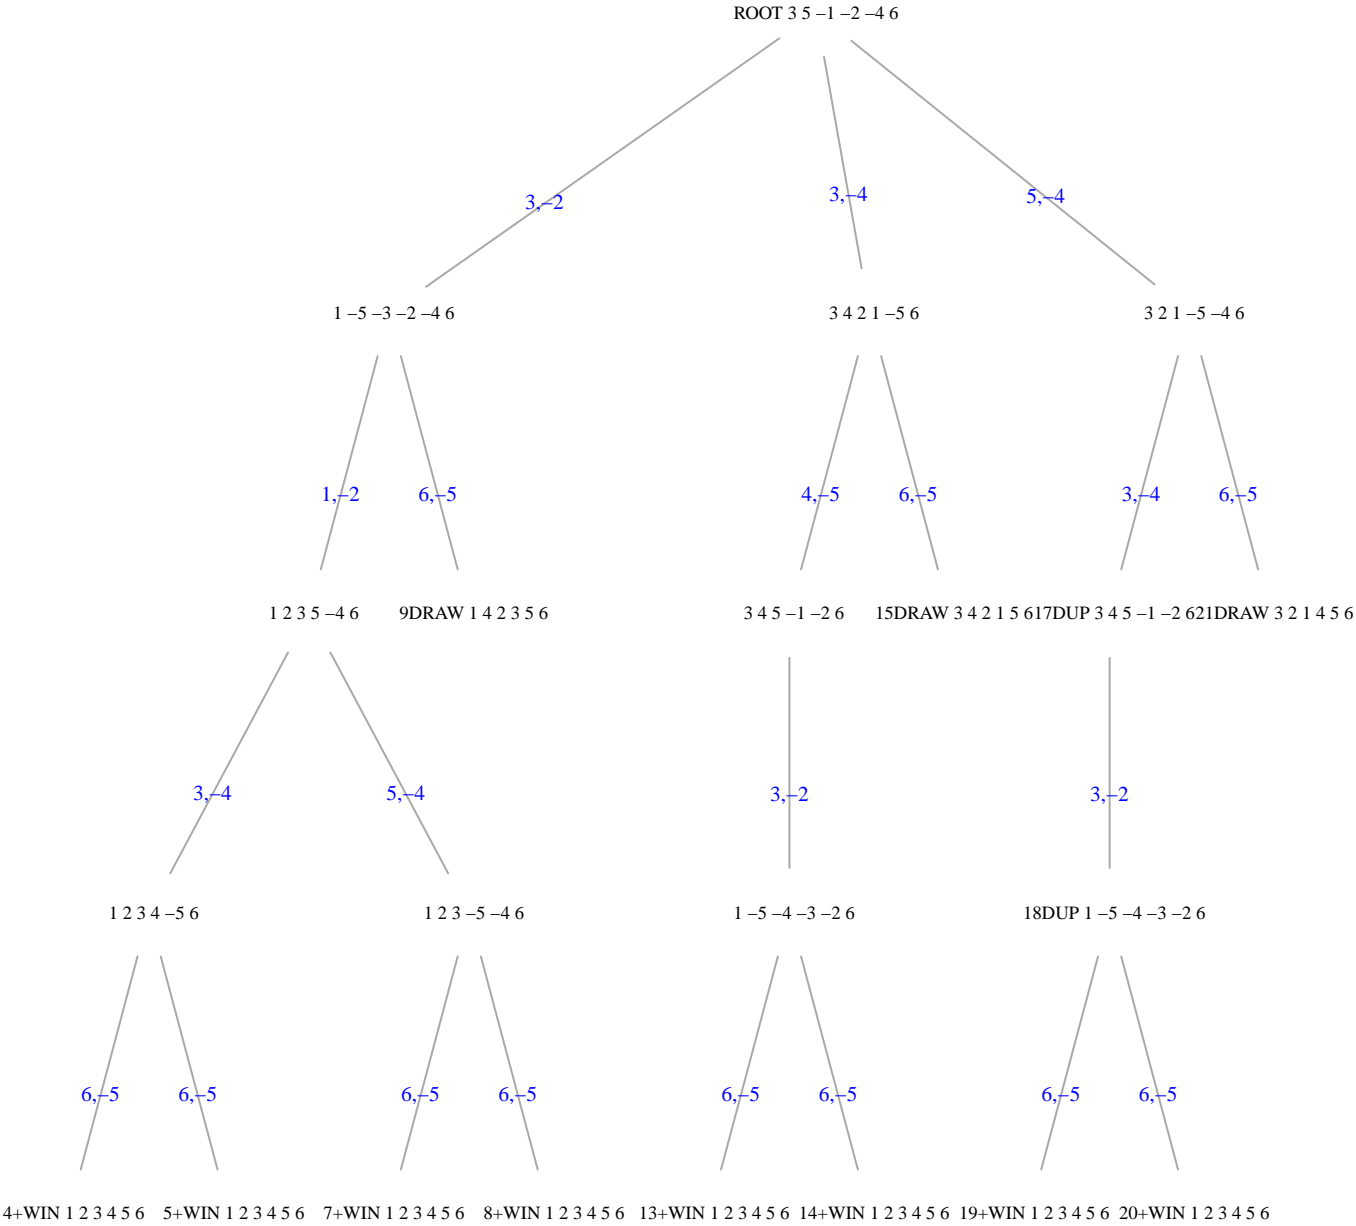 ROOT 3 5 –1 –2 –4 6
3,–2
3,–4
5,–4
1 –5 –3 –2 –4 6
3 4 2 1 –5 6
3 2 1 –5 –4 6
1,–2
6,–5
4,–5
6,–5
3,–4
6,–5
1 2 3 5 –4 6
9DRAW 1 4 2 3 5 6
3 4 5 –1 –2 6
15DRAW 3 4 2 1 5 6
17DUP 3 4 5 –1 –2 6
21DRAW 3 2 1 4 5 6
3,–4
5,–4
3,–2
3,–2
1 2 3 4 –5 6
1 2 3 –5 –4 6
1 –5 –4 –3 –2 6
18DUP 1 –5 –4 –3 –2 6
6,–5
6,–5
6,–5
6,–5
6,–5
6,–5
6,–5
6,–5
4+WIN 1 2 3 4 5 6
5+WIN 1 2 3 4 5 6
7+WIN 1 2 3 4 5 6
8+WIN 1 2 3 4 5 6
13+WIN 1 2 3 4 5 6
14+WIN 1 2 3 4 5 6
19+WIN 1 2 3 4 5 6
20+WIN 1 2 3 4 5 6